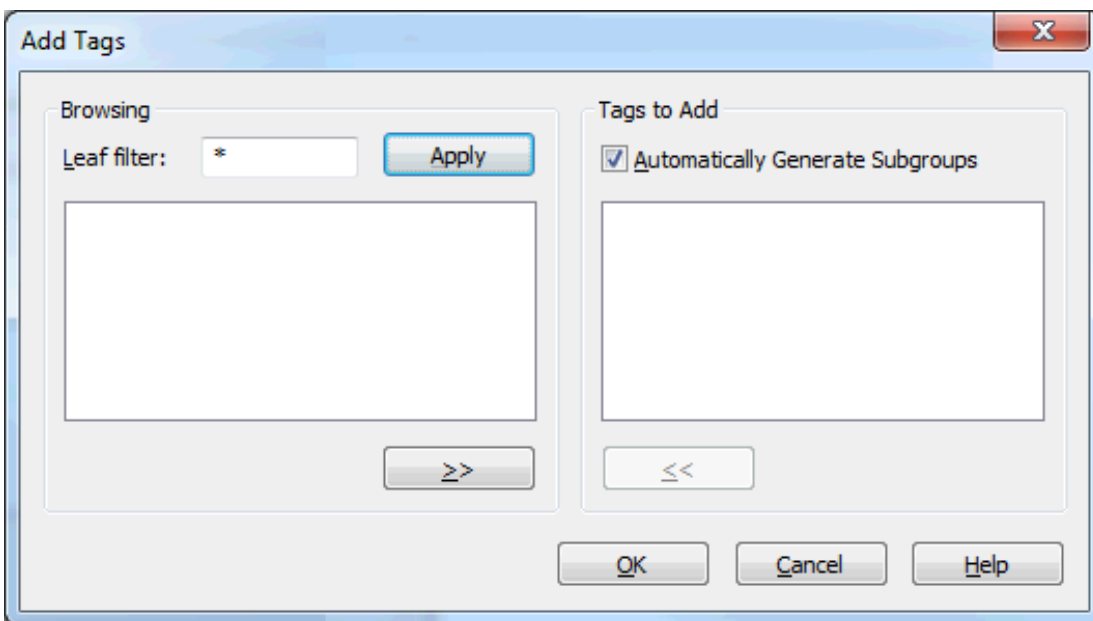 Add Tags
Browsing
Leaf filter:
*
Apply
>>
Tags to Add
Automatically Generate Subgroups
<<
OK
Cancel
Help